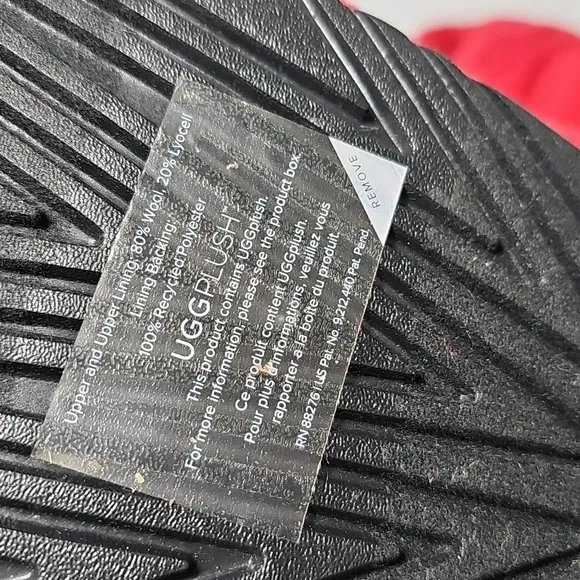 Upper and Upper Lining: 80% Wool, 20% Lyocell
Lining Backing:
100% Recycled Polyester
UGGPLUSH™
This product contains UGGplush.
For more information, please see the product box
Ce produit contient UGGplush.
Pour plus d'informations, veuillez vous
rapporter à la boîte du produit
RN 88276 | US Pat. No 9,212,440 Pat. Pend.
REMOVE